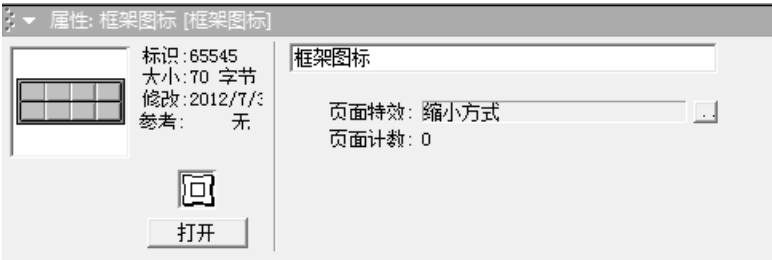 属性: 框架图标 [框架图标]
标识:65545
大小:70 字节
修改:2012/7/
参考: 无
打开
框架图标
页面特效: 缩小方式
..
页面计数: 0